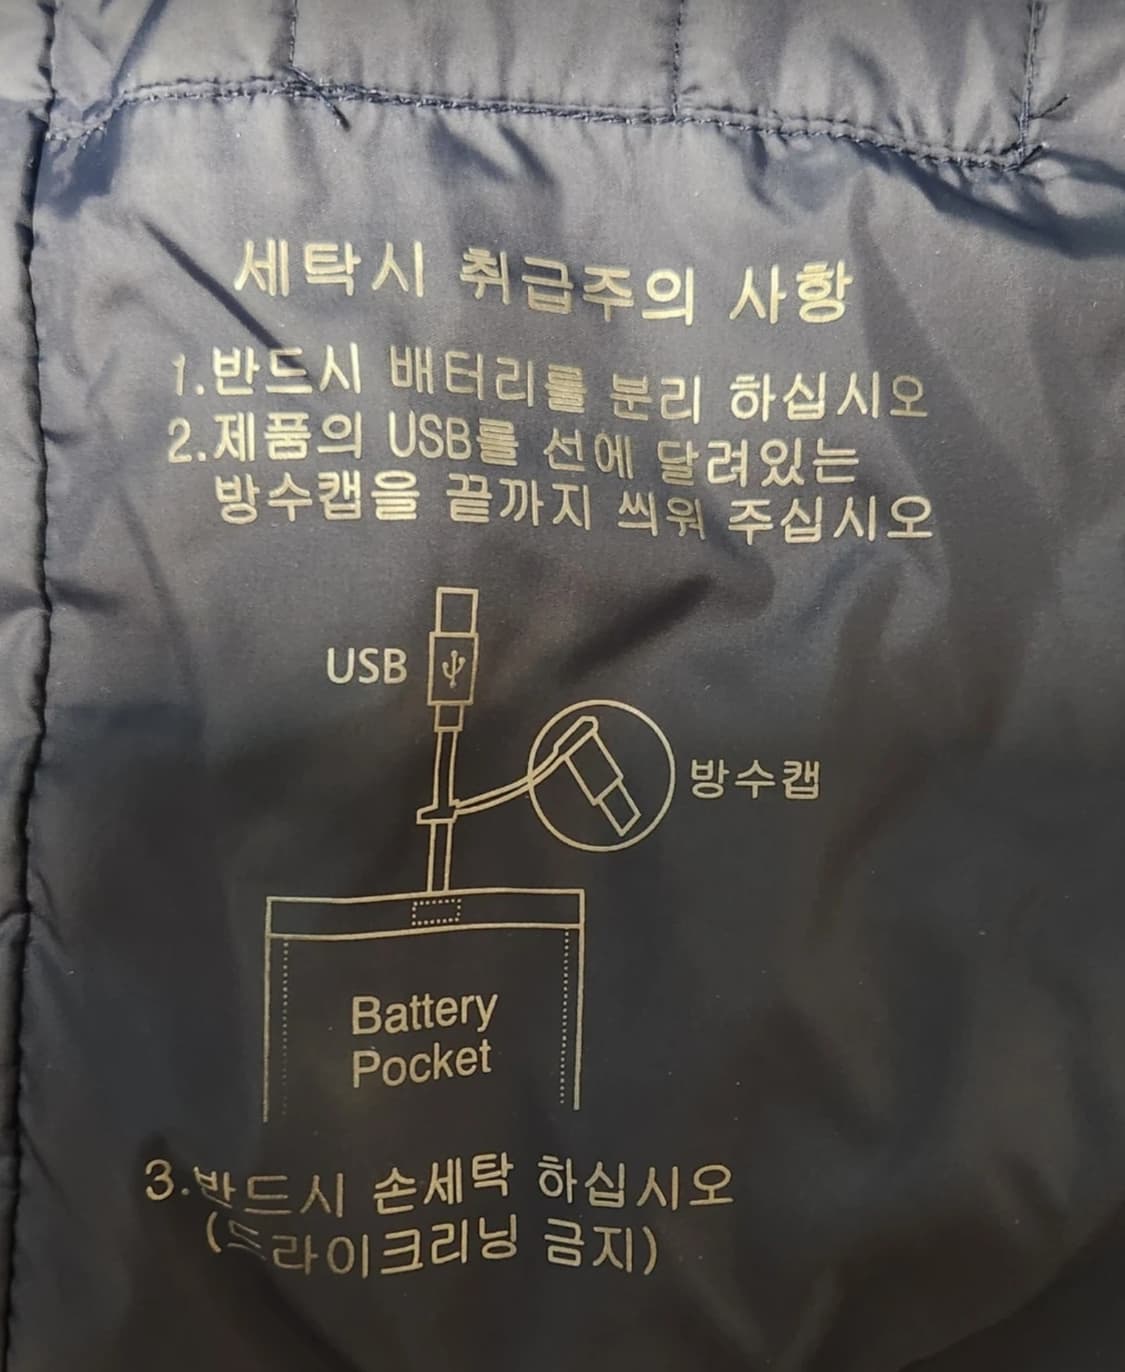 세탁시 취급주의 사항
1.반드시 배터리를 분리 하십시오
2.제품의 USB를 선에 달려있는
방수캡을 끝까지 씌워 주십시오
USB
방수캡
Battery
Pocket
3.반드시 손세탁 하십시오
(드라이크리닝 금지)